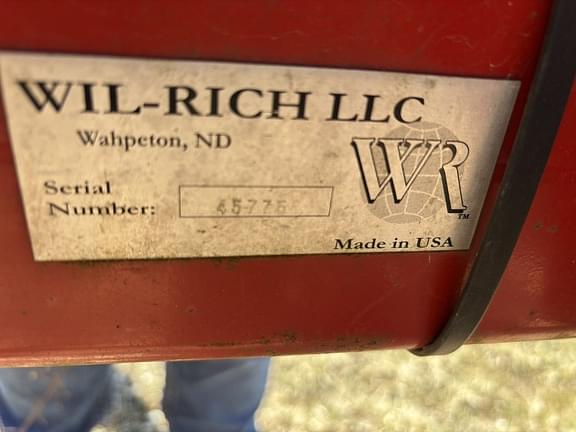 WIL-RICH LLC
Wahpeton, ND
WR
TM
Serial
Number: 45775
Made in USA